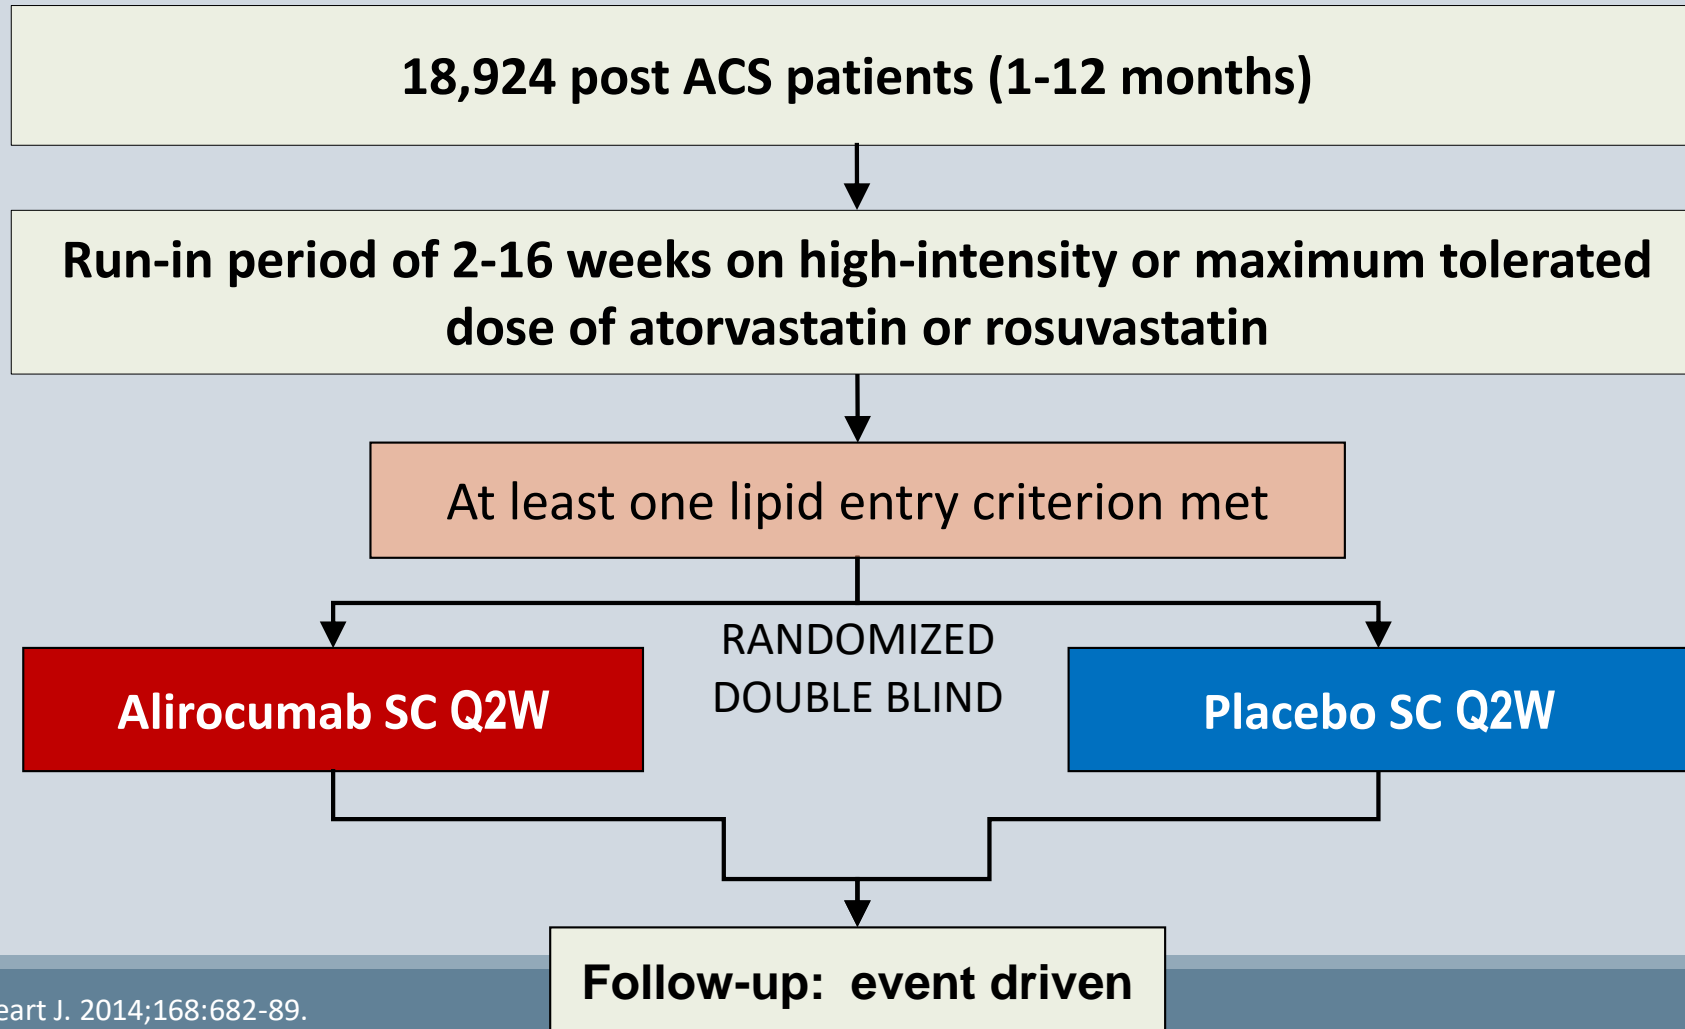 18,924 post ACS patients (1-12 months)
Run-in period of 2-16 weeks on high-intensity or maximum tolerated
dose of atorvastatin or rosuvastatin
At least one lipid entry criterion met
RANDOMIZED
DOUBLE BLIND
Alirocumab SC Q2W
Placebo SC Q2W
Follow-up: event driven
eart J. 2014;168:682-89.